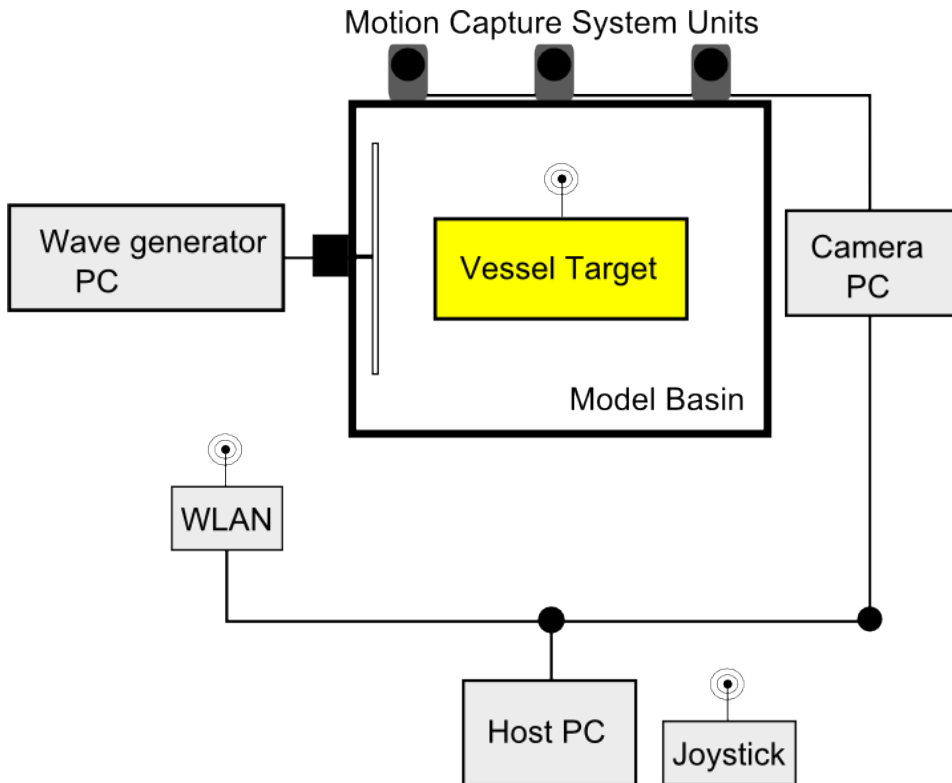 Motion Capture System Units
Wave generator
PC
Vessel Target
Camera
PC
Model Basin
WLAN
Host PC
Joystick